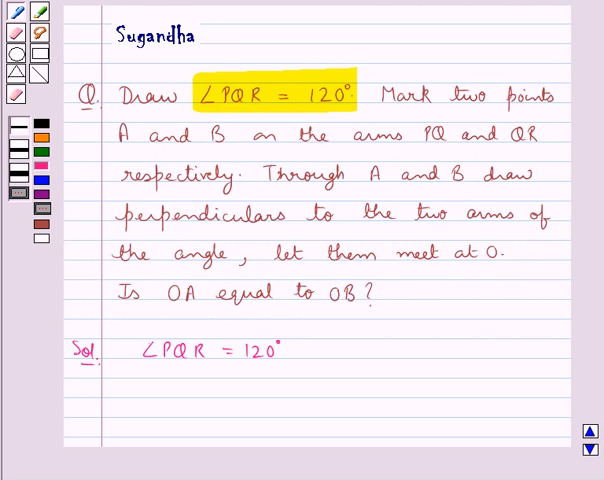 Sugandha
Q. Draw ∠PQR = 120°. Mark two points
A and B on the arms PQ and QR
respectively. Through A and B draw
perpendiculars to the two arms of
the angle, let them meet at O.
Is OA equal to OB?
Sol. ∠PQR = 120°